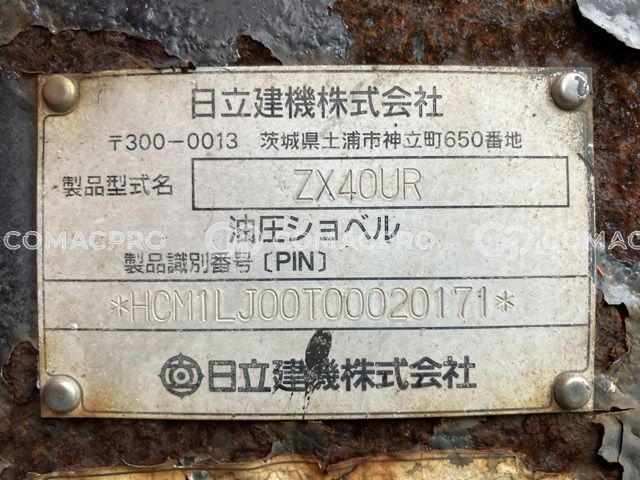 日立建機株式会社
〒300-0013 茨城県土浦市神立町650番地
製品型式名 ZX40UR
油圧ショベル
製品識別番号〔PIN〕
*HCM1LJ00T00020171*
日立建機株式会社
COMACPRO COMACPRO COMACPRO